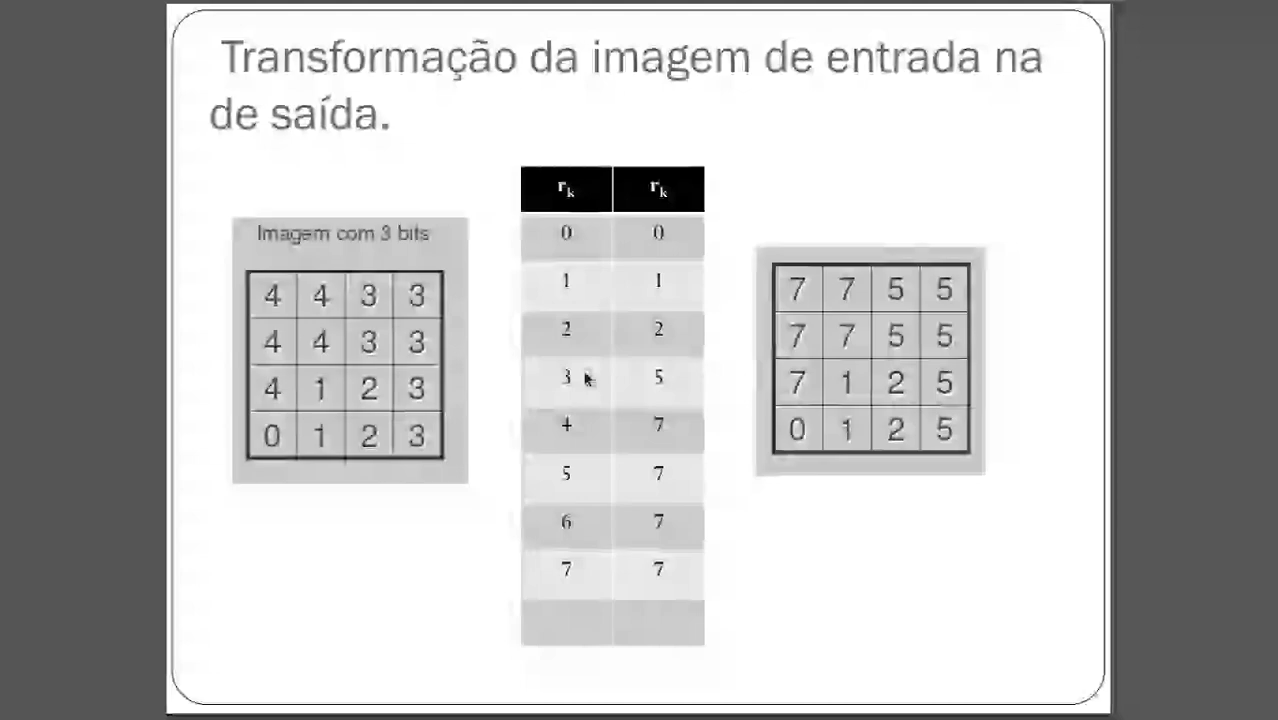 Transformação da imagem de entrada na
de saída.
Imagem com 3 bits
4 4 3 3
4 4 3 3
4 1 2 3
0 1 2 3
rk rk
0 0
1 1
2 2
3 5
4 7
5 7
6 7
7 7
7 7 5 5
7 7 5 5
7 1 2 5
0 1 2 5